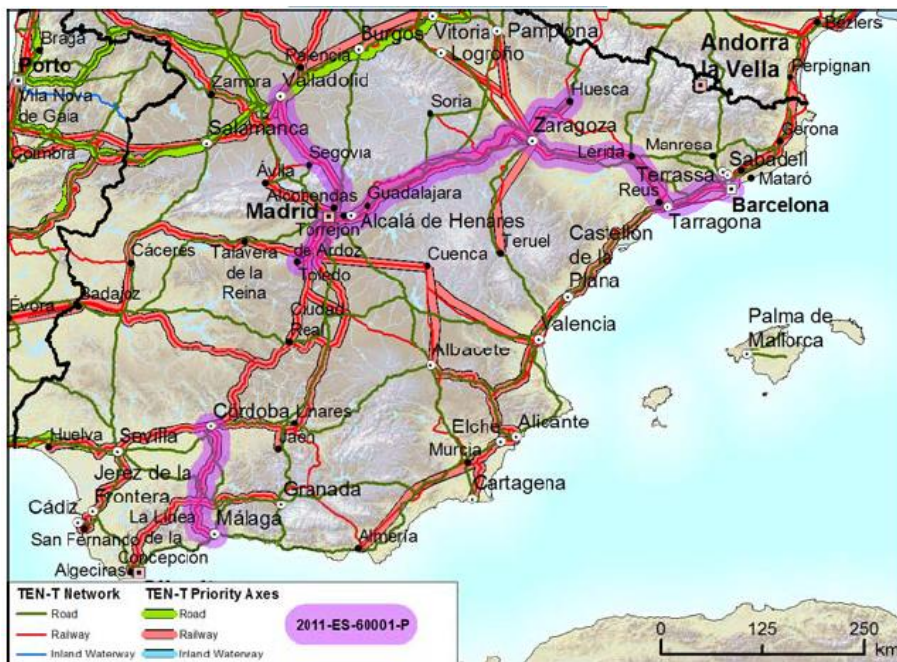 Béziers
Braga
Palencia
Burgos
Vitoria
Pamplona
Logroño
Andorra
la Vella
Porto
Zamora
Valladolid
Perpignan
Vila Nova
de Gaia
Huesca
Soria
Salamanca
Zaragoza
Gerona
Coimbra
Segovia
Lerida
Manresa
Sabadell
Ávila
Terrassa
Mataró
Alcobendas
Guadalajara
Reus
Barcelona
Madrid
Alcalá de Henares
Tarragona
Torrejón
de Ardoz
Castellón
de la
Plana
Cáceres
Talavera
de la
Reina
Toledo
Cuenca
Teruel
Évora
Badajoz
Ciudad
Real
Valencia
Palma de
Mallorca
Albacete
Córdoba
Linares
Huelva
Sevilla
Jaén
Elche
Alicante
Murcia
Jerez de la
Frontera
Granada
Cartagena
Cádiz
La Línea
de la
Concepción
Málaga
San Fernando
Almería
Algeciras
TEN-T Network
TEN-T Priority Axes
Road
Road
Railway
Railway
Inland Waterway
Inland Waterway
2011-ES-60001-P
0 125 250
km